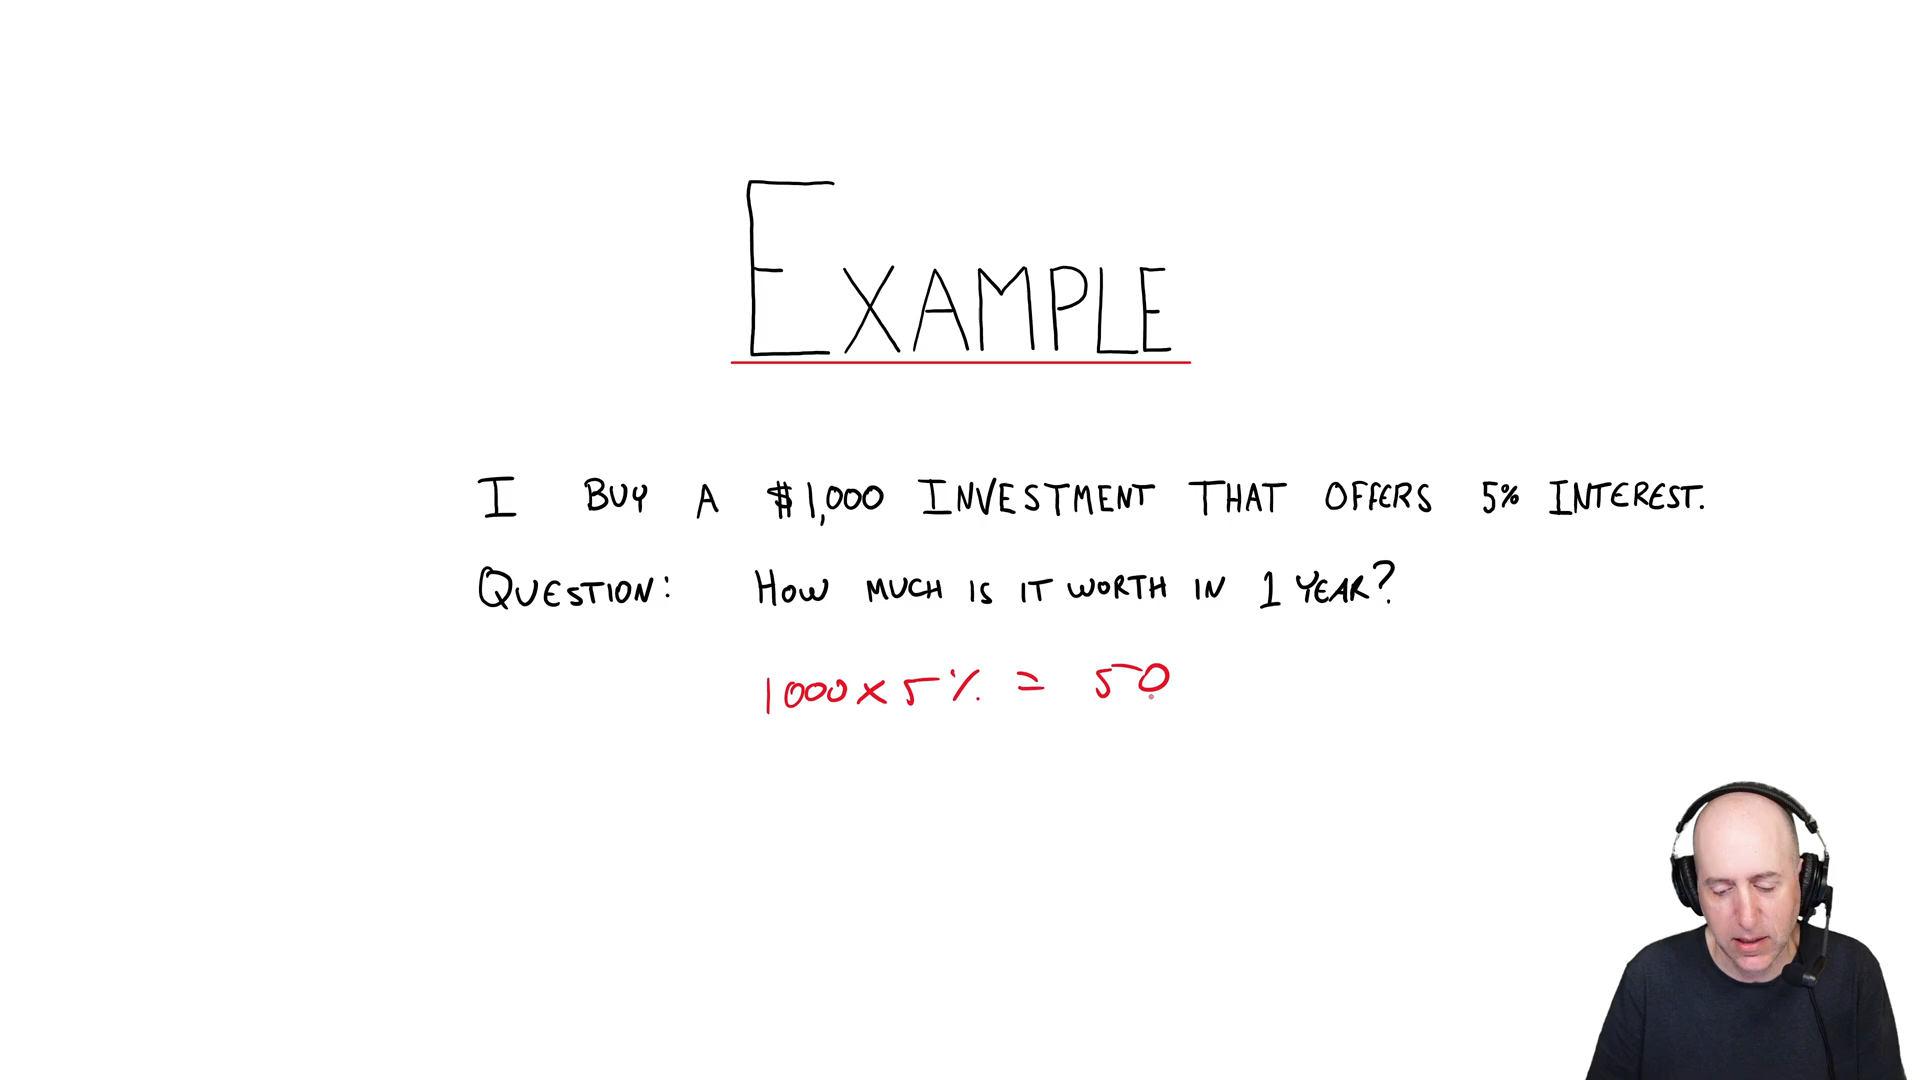 EXAMPLE
I BUY A $1,000 INVESTMENT THAT OFFERS 5% INTEREST.
QUESTION: HOW MUCH IS IT WORTH IN 1 YEAR?
1000 x 5% = 50